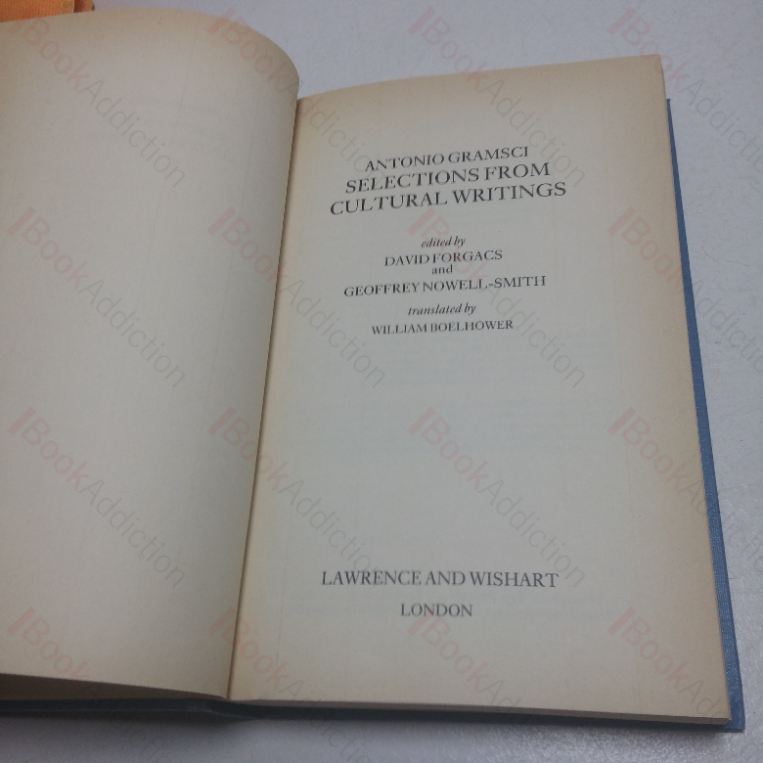 ANTONIO GRAMSCI
SELECTIONS FROM
CULTURAL WRITINGS
edited by
DAVID FORGACS
and
GEOFFREY NOWELL-SMITH
translated by
WILLIAM BOELHOWER
LAWRENCE AND WISHART
LONDON
BookAddiction